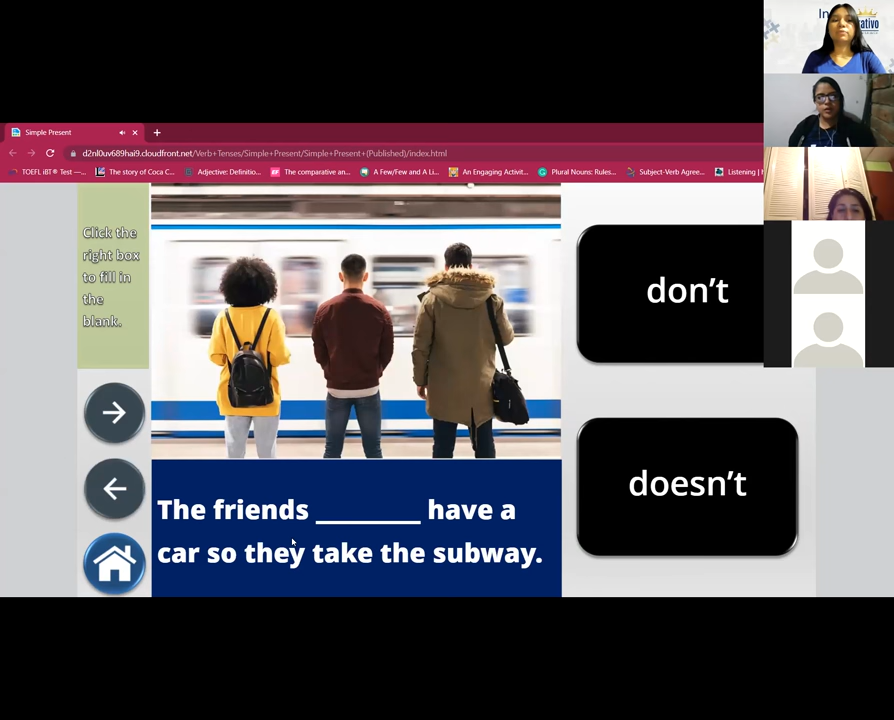 Simple Present
d2nl0uv689hai9.cloudfront.net/Verb+Tenses/Simple+Present/Simple+Present+(Published)/index.html
TOEFL iBT® Test —...
The story of Coca C...
Adjective: Definitio...
The comparative an...
A Few/Few and A Li...
An Engaging Activit...
Plural Nouns: Rules...
Subject-Verb Agree...
Listening |
Click the
right box
to fill in
the
blank.
don’t
doesn’t
The friends ________ have a
car so they take the subway.